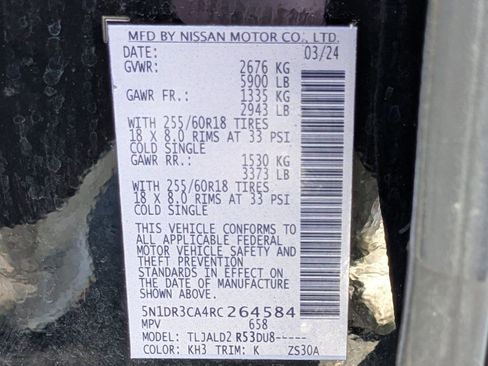 MFD BY NISSAN MOTOR CO., LTD.
DATE: 03/24
GVWR: 2676 KG
5900 LB
GAWR FR.: 1335 KG
2943 LB
WITH 255/60R18 TIRES
18 X 8.0 RIMS AT 33 PSI
COLD SINGLE
GAWR RR.: 1530 KG
3373 LB
WITH 255/60R18 TIRES
18 X 8.0 RIMS AT 33 PSI
COLD SINGLE
THIS VEHICLE CONFORMS TO
ALL APPLICABLE FEDERAL
MOTOR VEHICLE SAFETY AND
THEFT PREVENTION
STANDARDS IN EFFECT ON
THE DATE OF MANUFACTURE
SHOWN ABOVE.
5N1DR3CA4RC264584
MPV 658
MODEL: TLJALD2 R53DU8-----
COLOR: KH3 TRIM: K ZS30A